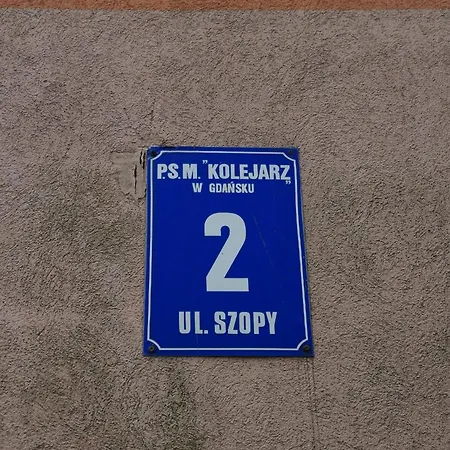 P.S.M. "KOLEJARZ"
W GDAŃSKU
2
UL. SZOPY